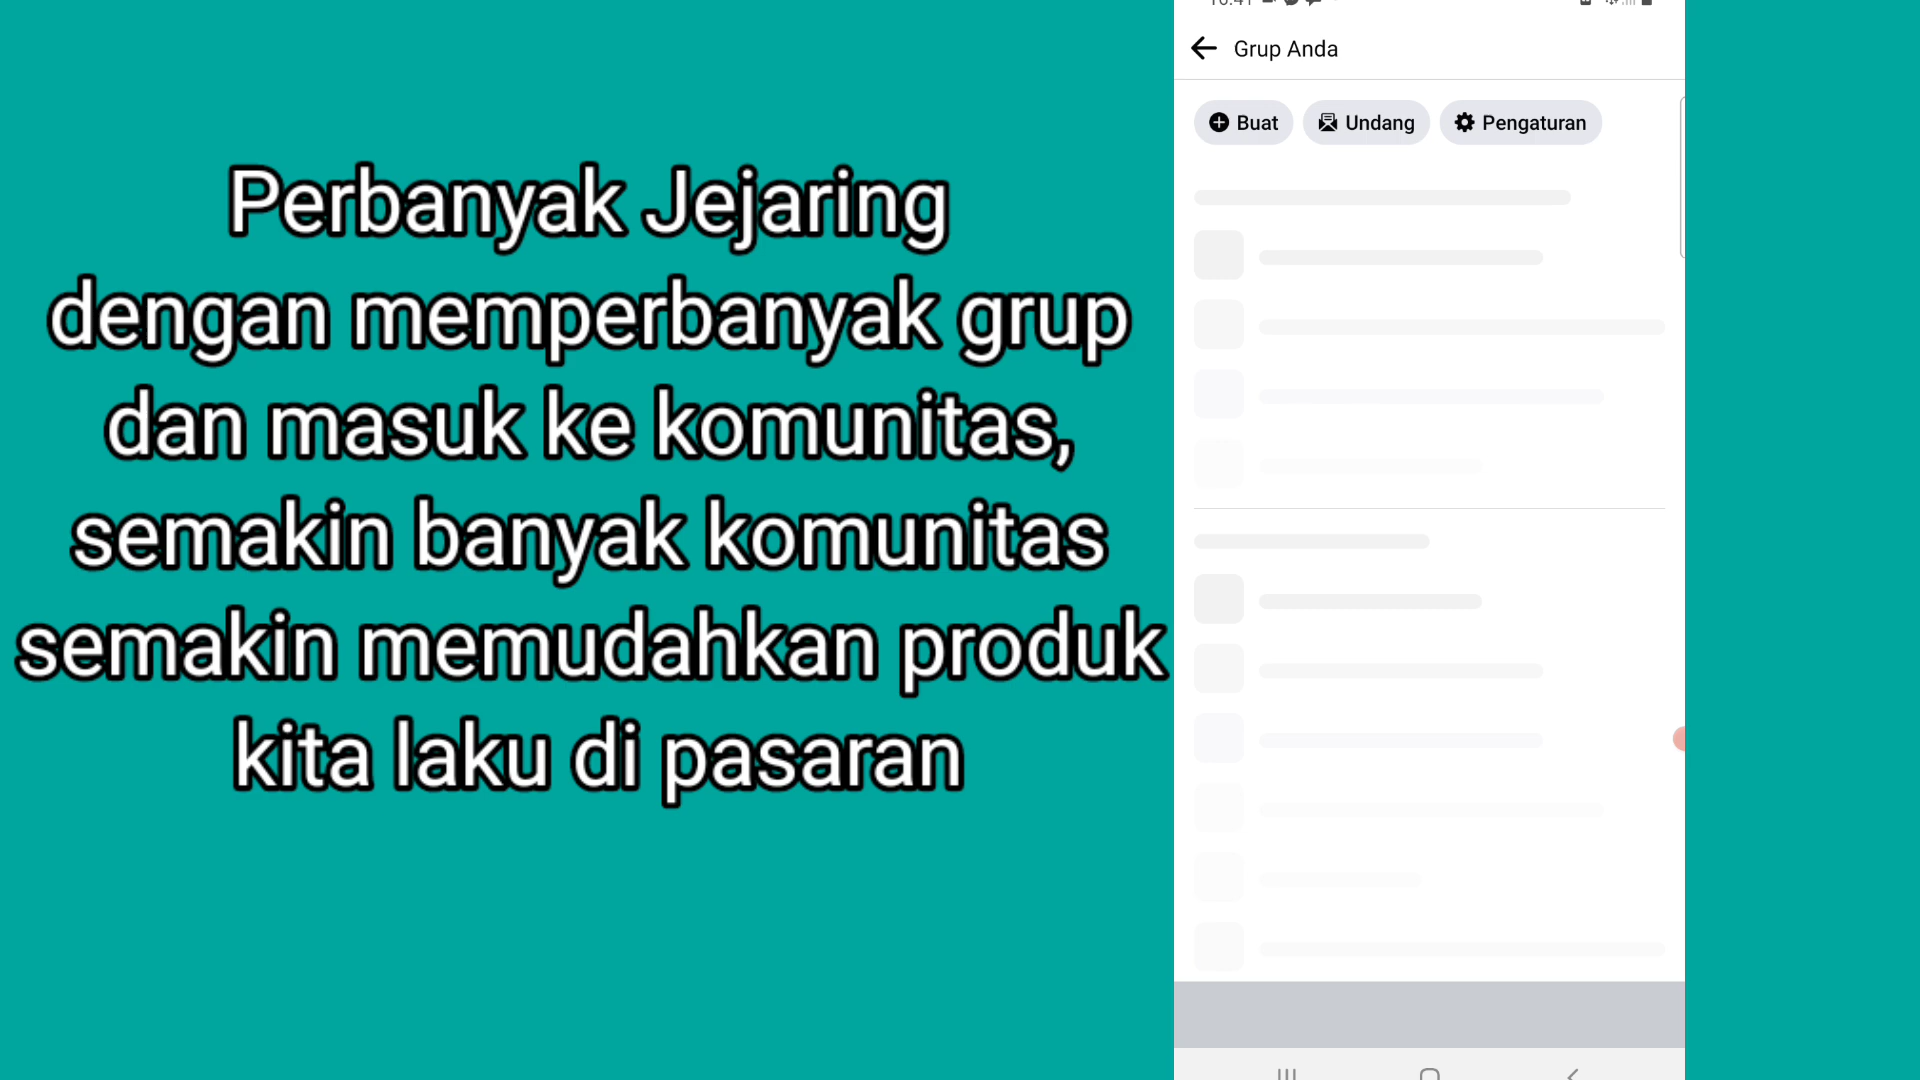 Perbanyak Jejaring
dengan memperbanyak grup
dan masuk ke komunitas,
semakin banyak komunitas
semakin memudahkan produk
kita laku di pasaran
Grup Anda
Buat
Undang
Pengaturan